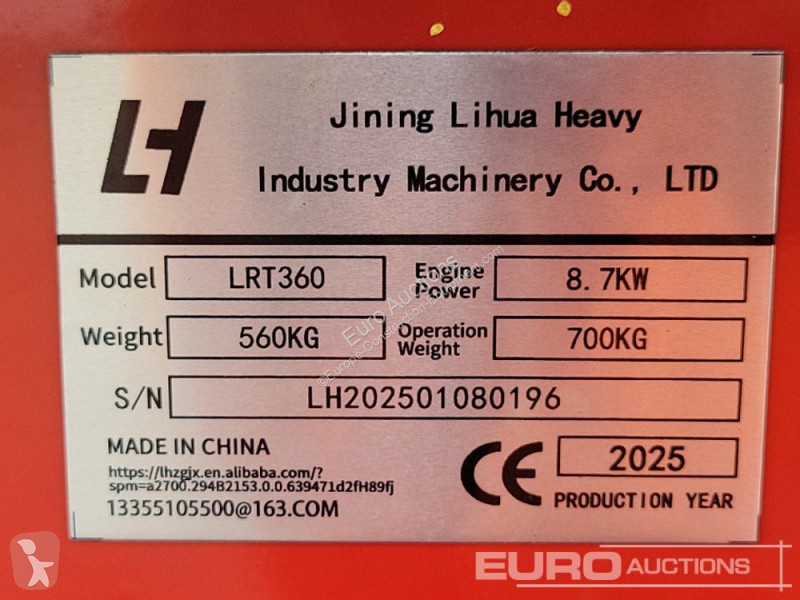 LH
Jining Lihua Heavy
Industry Machinery Co., LTD
Model LRT360 Engine Power 8.7KW
Weight 560KG Operation Weight 700KG
S/N LH202501080196
MADE IN CHINA
https://lhzgjx.en.alibaba.com/?
spm=a2700.294B2153.0.0.639471d2fH89fj
13355105500@163.COM
CE 2025
PRODUCTION YEAR
Euro Auctions
EURO AUCTIONS